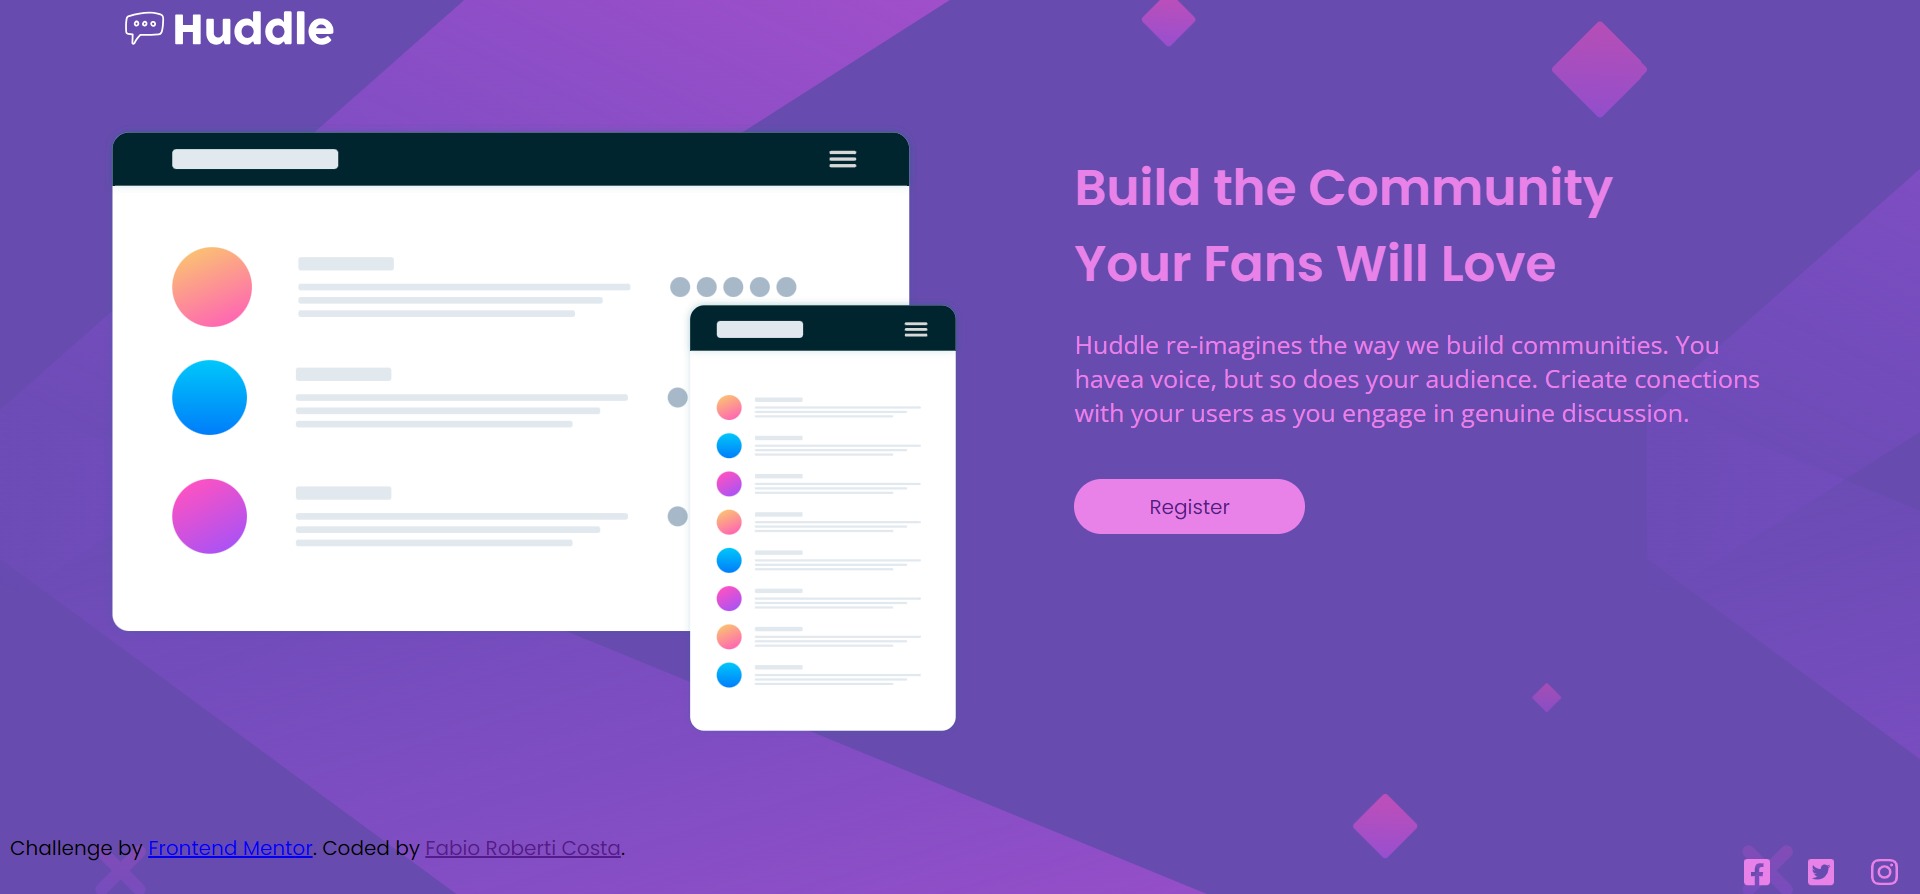 Huddle
Build the Community
Your Fans Will Love
Huddle re-imagines the way we build communities. You
havea voice, but so does your audience. Crieate conections
with your users as you engage in genuine discussion.
Register
Challenge by Frontend Mentor. Coded by Fabio Roberti Costa.